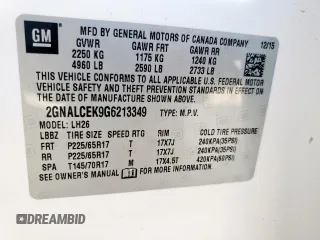 GM
MFD BY GENERAL MOTORS OF CANADA COMPANY 12/15
GVWR GAWR FRT GAWR RR
2250 KG 1175 KG 1240 KG
4960 LB 2590 LB 2733 LB
THIS VEHICLE CONFORMS TO ALL APPLICABLE U.S. FEDERAL MOTOR
VEHICLE SAFETY AND THEFT PREVENTION STANDARDS IN EFFECT ON
THE DATE OF MANUFACTURE SHOWN ABOVE.
2GNALCEK9G6213349 TYPE: M.P.V.
MODEL: LH26
LBBZ TIRE SIZE SPEED RTG RIM COLD TIRE PRESSURE
FRT P225/65R17 T 17X7J 240KPA(35PSI)
RR P225/65R17 T 17X7J 240KPA(35PSI)
SPA T145/70R17 M 17X4.5T 420KPA(60PSI)
SEE OWNER'S MANUAL
DREAMBID